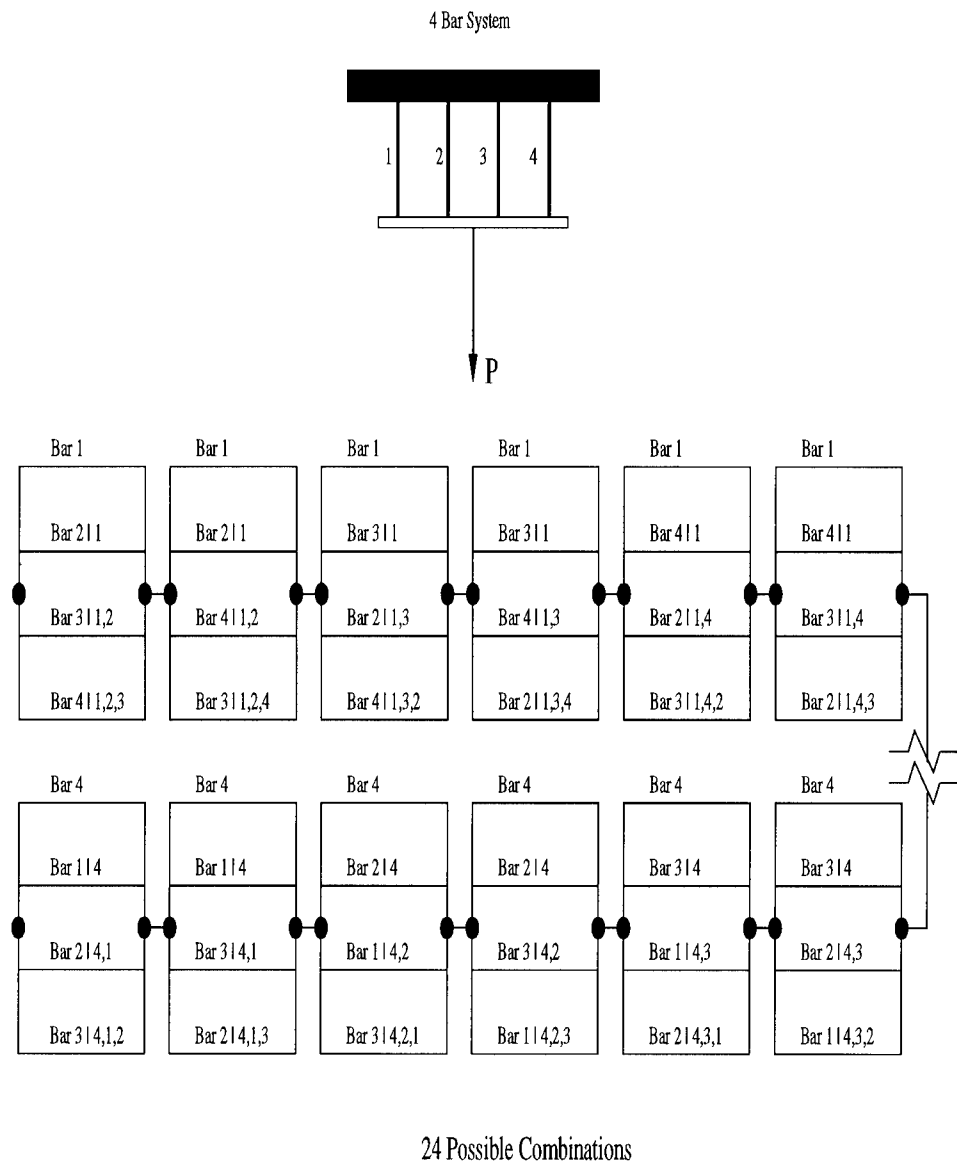 4 Bar System
1 2 3 4
P
Bar 1 Bar 1 Bar 1 Bar 1 Bar 1 Bar 1
Bar 2|1 Bar 2|1 Bar 3|1 Bar 3|1 Bar 4|1 Bar 4|1
Bar 3|1,2 Bar 4|1,2 Bar 2|1,3 Bar 4|1,3 Bar 2|1,4 Bar 3|1,4
Bar 4|1,2,3 Bar 3|1,2,4 Bar 4|1,3,2 Bar 2|1,3,4 Bar 3|1,4,2 Bar 2|1,4,3
Bar 4 Bar 4 Bar 4 Bar 4 Bar 4 Bar 4
Bar 1|4 Bar 1|4 Bar 2|4 Bar 2|4 Bar 3|4 Bar 3|4
Bar 2|4,1 Bar 3|4,1 Bar 1|4,2 Bar 3|4,2 Bar 1|4,3 Bar 2|4,3
Bar 3|4,1,2 Bar 2|4,1,3 Bar 3|4,2,1 Bar 1|4,2,3 Bar 2|4,3,1 Bar 1|4,3,2
24 Possible Combinations